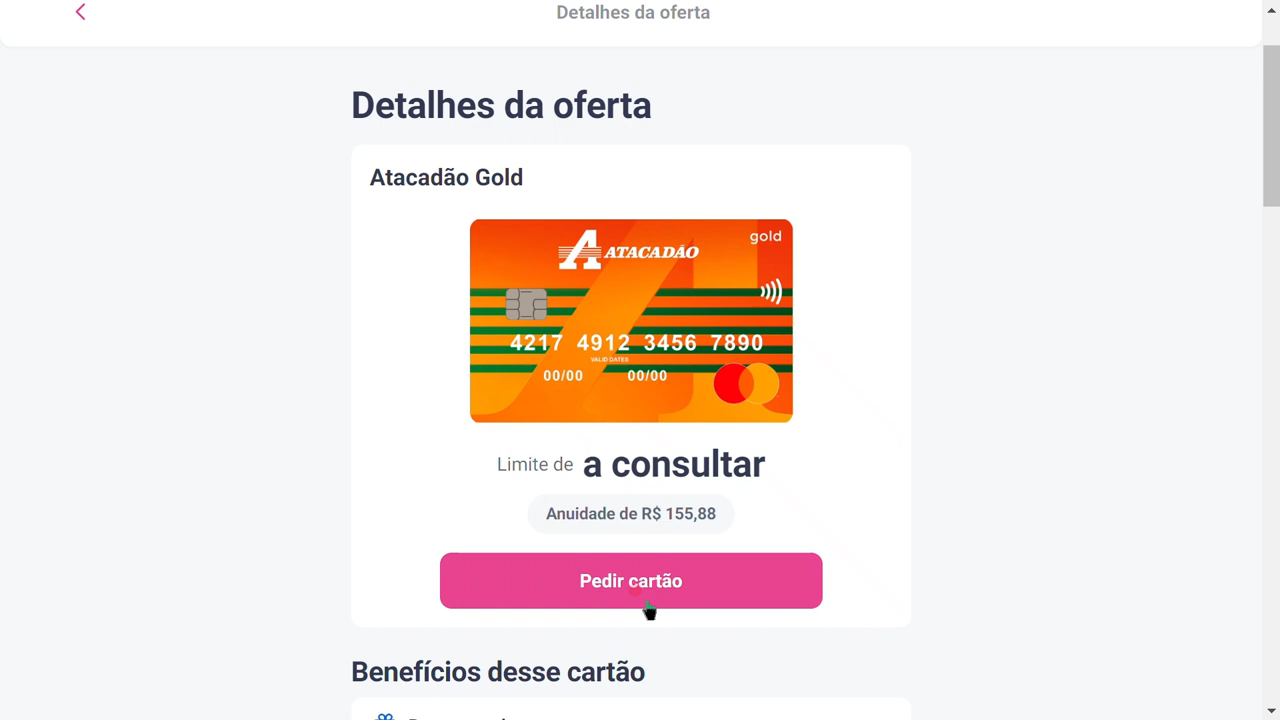 Detalhes da oferta
Detalhes da oferta
Atacadão Gold
A ATACADÃO
gold
4217 4912 3456 7890
VALID DATES
00/00 00/00
Limite de a consultar
Anuidade de R$ 155,88
Pedir cartão
Benefícios desse cartão